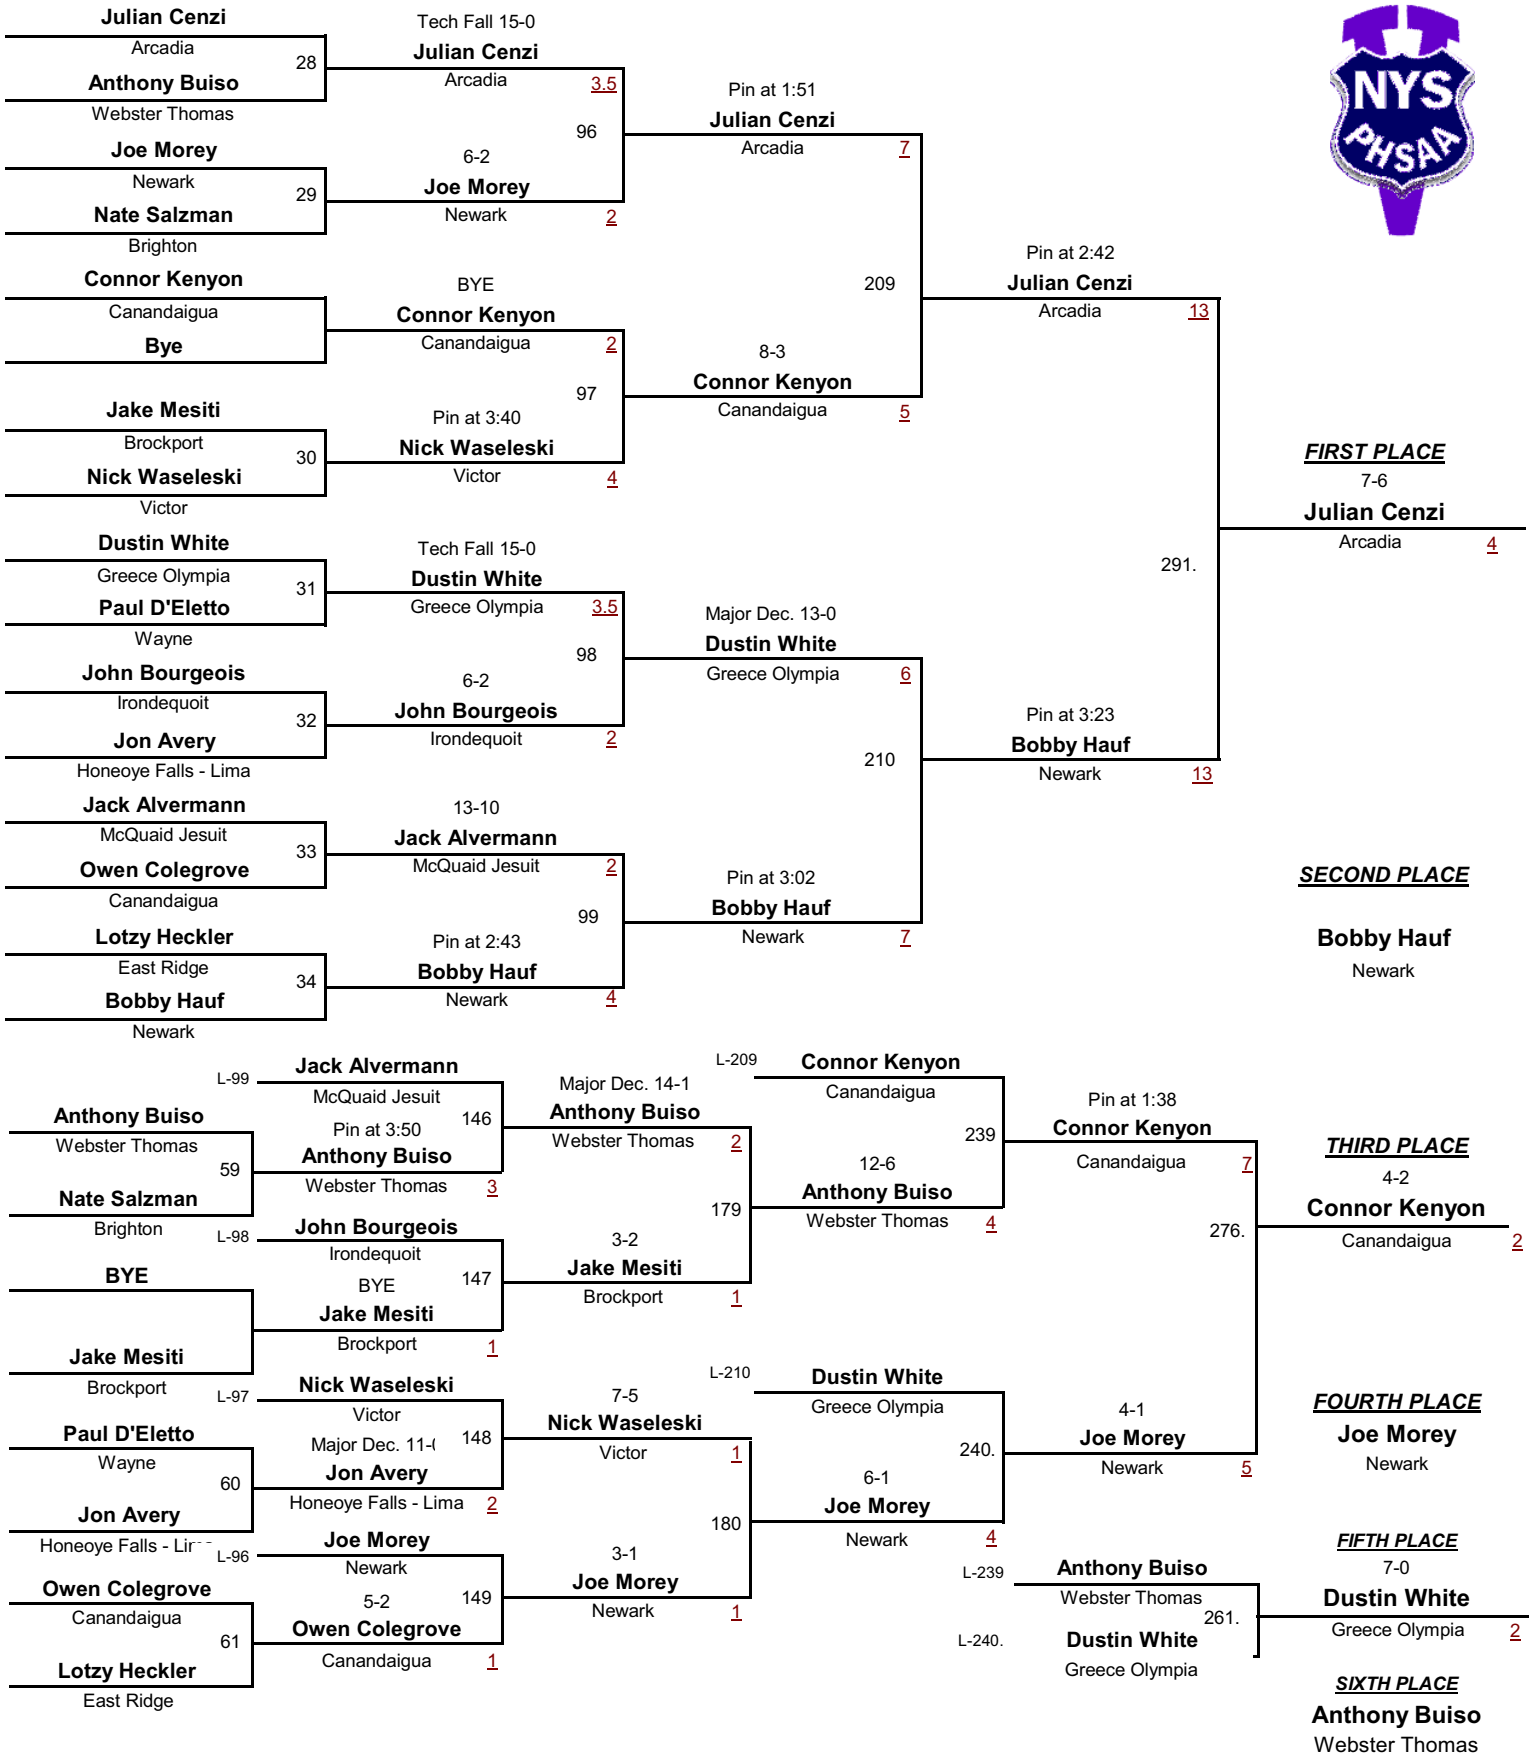 Julian Cenzi
Arcadia
28
Anthony Buiso
Webster Thomas
Joe Morey
Newark
29
Nate Salzman
Brighton
Connor Kenyon
Canandaigua
Bye
Jake Mesiti
Brockport
30
Nick Waseleski
Victor
Dustin White
Greece Olympia
31
Paul D'Eletto
Wayne
John Bourgeois
Irondequoit
32
Jon Avery
Honeoye Falls - Lima
Jack Alvermann
McQuaid Jesuit
33
Owen Colegrove
Canandaigua
Lotzy Heckler
East Ridge
34
Bobby Hauf
Newark
Tech Fall 15-0
Julian Cenzi
Arcadia
3.5
96
6-2
Joe Morey
Newark
2
BYE
Connor Kenyon
Canandaigua
2
97
Pin at 3:40
Nick Waseleski
Victor
4
Tech Fall 15-0
Dustin White
Greece Olympia
3.5
98
6-2
John Bourgeois
Irondequoit
2
13-10
Jack Alvermann
McQuaid Jesuit
2
99
Pin at 2:43
Bobby Hauf
Newark
4
Pin at 1:51
Julian Cenzi
Arcadia
7
209
8-3
Connor Kenyon
Canandaigua
5
Major Dec. 13-0
Dustin White
Greece Olympia
6
210
Pin at 3:02
Bobby Hauf
Newark
7
Pin at 2:42
Julian Cenzi
Arcadia
13
291.
Pin at 3:23
Bobby Hauf
Newark
13
NYS
PHSAA
FIRST PLACE
7-6
Julian Cenzi
Arcadia
4
SECOND PLACE
Bobby Hauf
Newark
Anthony Buiso
Webster Thomas
59
Nate Salzman
Brighton
BYE
Jake Mesiti
Brockport
Paul D'Eletto
Wayne
60
Jon Avery
Honeoye Falls -
Owen Colegrove
Canandaigua
61
Lotzy Heckler
East Ridge
L-99
Jack Alvermann
McQuaid Jesuit
146
Pin at 3:50
Anthony Buiso
Webster Thomas
3
L-98
John Bourgeois
Irondequoit
147
BYE
Jake Mesiti
Brockport
1
L-97
Nick Waseleski
Victor
148
Major Dec.
Jon Avery
Honeoye Falls - Lima
2
L-96
Joe Morey
Newark
149
5-2
Owen Colegrove
Canandaigua
1
Major Dec. 14-1
Anthony Buiso
Webster Thomas
2
179
3-2
Jake Mesiti
Brockport
1
7-5
Nick Waseleski
Victor
1
180
3-1
Joe Morey
Newark
1
L-209
Connor Kenyon
Canandaigua
239
12-6
Anthony Buiso
Webster Thomas
4
L-210
Dustin White
Greece Olympia
240.
6-1
Joe Morey
Newark
4
Pin at 1:38
Connor Kenyon
Canandaigua
7
276.
4-1
Joe Morey
Newark
5
L-239
Anthony Buiso
Webster Thomas
261.
L-240.
Dustin White
Greece Olympia
THIRD PLACE
4-2
Connor Kenyon
Canandaigua
2
FOURTH PLACE
Joe Morey
Newark
FIFTH PLACE
7-0
Dustin White
Greece Olympia
2
SIXTH PLACE
Anthony Buiso
Webster Thomas